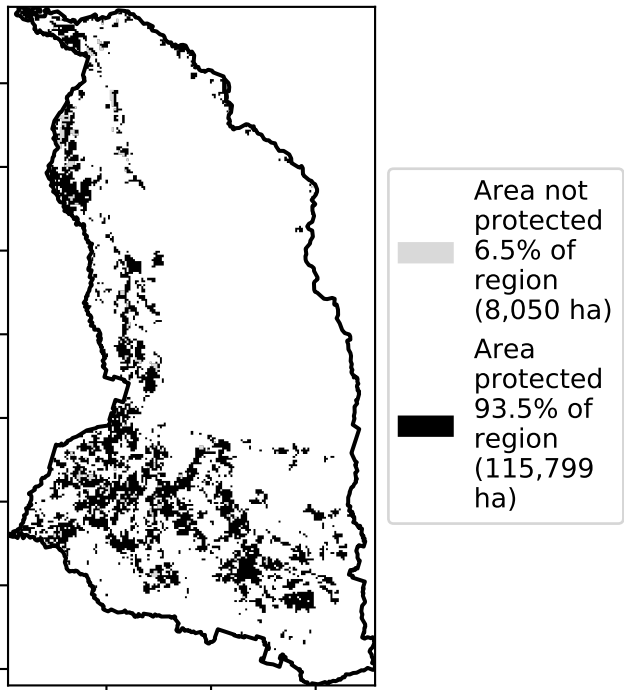 Area not
protected
6.5% of
region
(8,050 ha)
Area
protected
93.5% of
region
(115,799
ha)